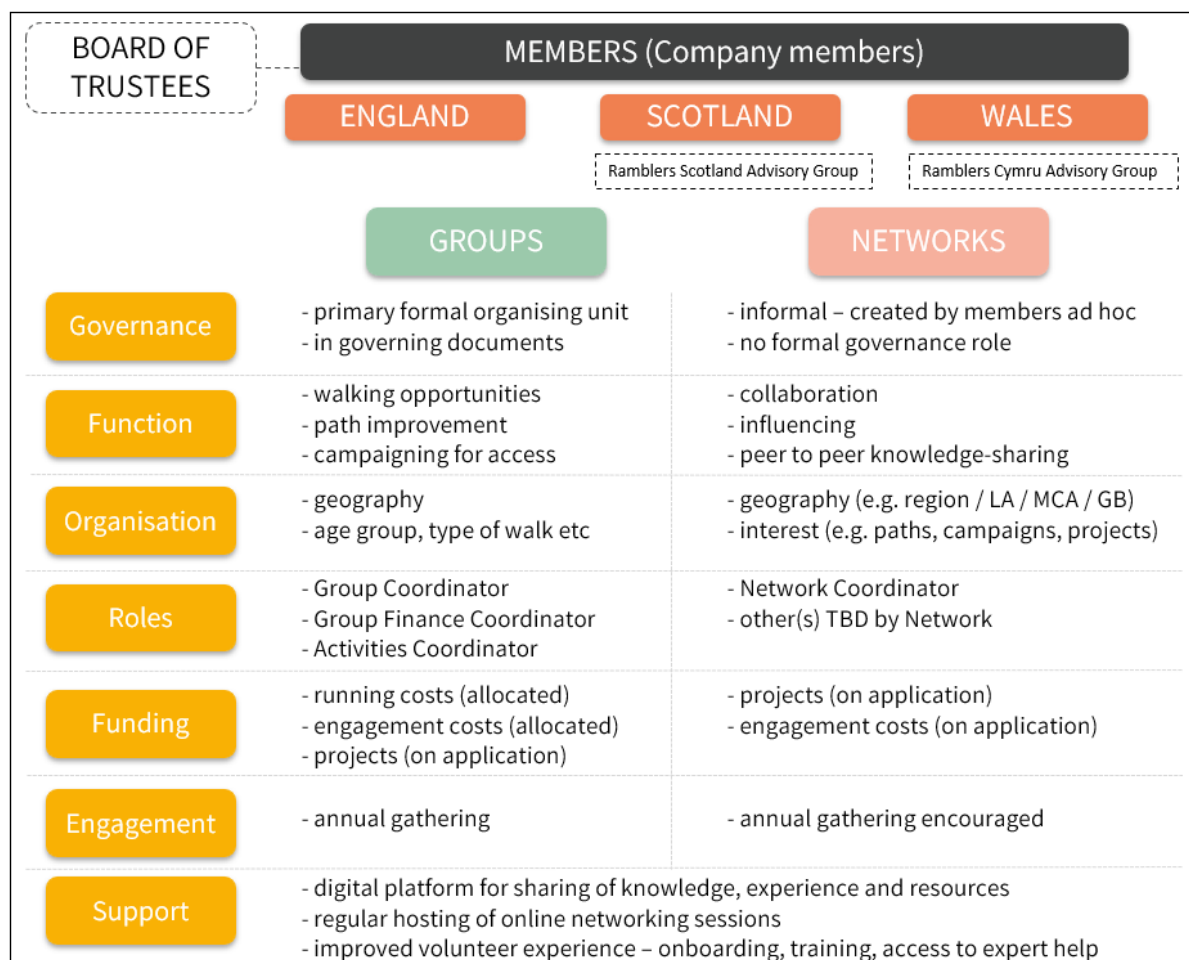 BOARD OF
TRUSTEES
MEMBERS (Company members)
ENGLAND
SCOTLAND
WALES
Ramblers Scotland Advisory Group
Ramblers Cymru Advisory Group
GROUPS
NETWORKS
Governance
- primary formal organising unit
- in governing documents
- informal – created by members ad hoc
- no formal governance role
Function
- walking opportunities
- path improvement
- campaigning for access
- collaboration
- influencing
- peer to peer knowledge-sharing
Organisation
- geography
- age group, type of walk etc
- geography (e.g. region / LA / MCA / GB)
- interest (e.g. paths, campaigns, projects)
Roles
- Group Coordinator
- Group Finance Coordinator
- Activities Coordinator
- Network Coordinator
- other(s) TBD by Network
Funding
- running costs (allocated)
- engagement costs (allocated)
- projects (on application)
- projects (on application)
- engagement costs (on application)
Engagement
- annual gathering
- annual gathering encouraged
Support
- digital platform for sharing of knowledge, experience and resources
- regular hosting of online networking sessions
- improved volunteer experience – onboarding, training, access to expert help